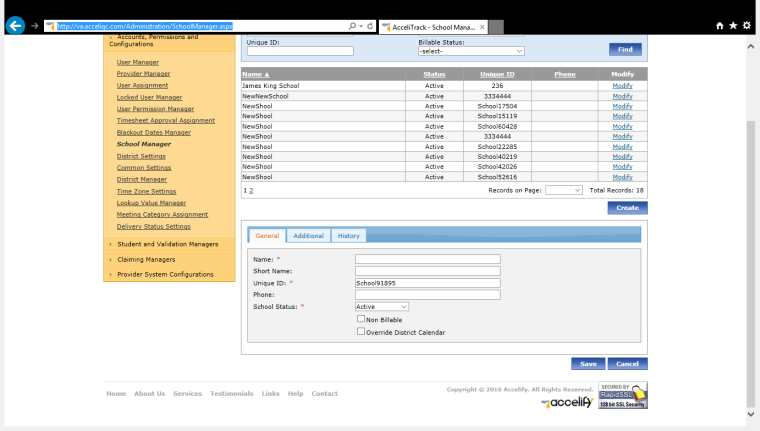 http://va.acceliqc.com/Administration/SchoolManager.aspx
AcceliTrack - School Mana...
Accounts, Permissions and Configurations
User Manager
Provider Manager
User Assignment
Locked User Manager
User Permission Manager
Timesheet Approval Assignment
Blackout Dates Manager
School Manager
District Settings
Common Settings
District Manager
Time Zone Settings
Lookup Value Manager
Meeting Category Assignment
Delivery Status Settings
Student and Validation Managers
Claiming Managers
Provider System Configurations
Unique ID: Billable Status:
-select- Find
Name ▲ Status Unique ID Phone Modify
James King School Active 236 Modify
NewNewSchool Active 3334444 Modify
NewShool Active School17504 Modify
NewShool Active School15119 Modify
NewShool Active School60428 Modify
NewShool Active 3334444 Modify
NewShool Active School22285 Modify
NewShool Active School40219 Modify
NewShool Active School42026 Modify
NewShool Active School52616 Modify
1 2 Records on Page: Total Records: 18
Create
General Additional History
Name: *
Short Name:
Unique ID: * School91895
Phone:
School Status: * Active
Non Billable
Override District Calendar
Save Cancel
Home About Us Services Testimonials Links Help Contact
Copyright © 2016 Accelify. All Rights Reserved.
accelify
SECURED BY
RapidSSL
128 bit SSL Security